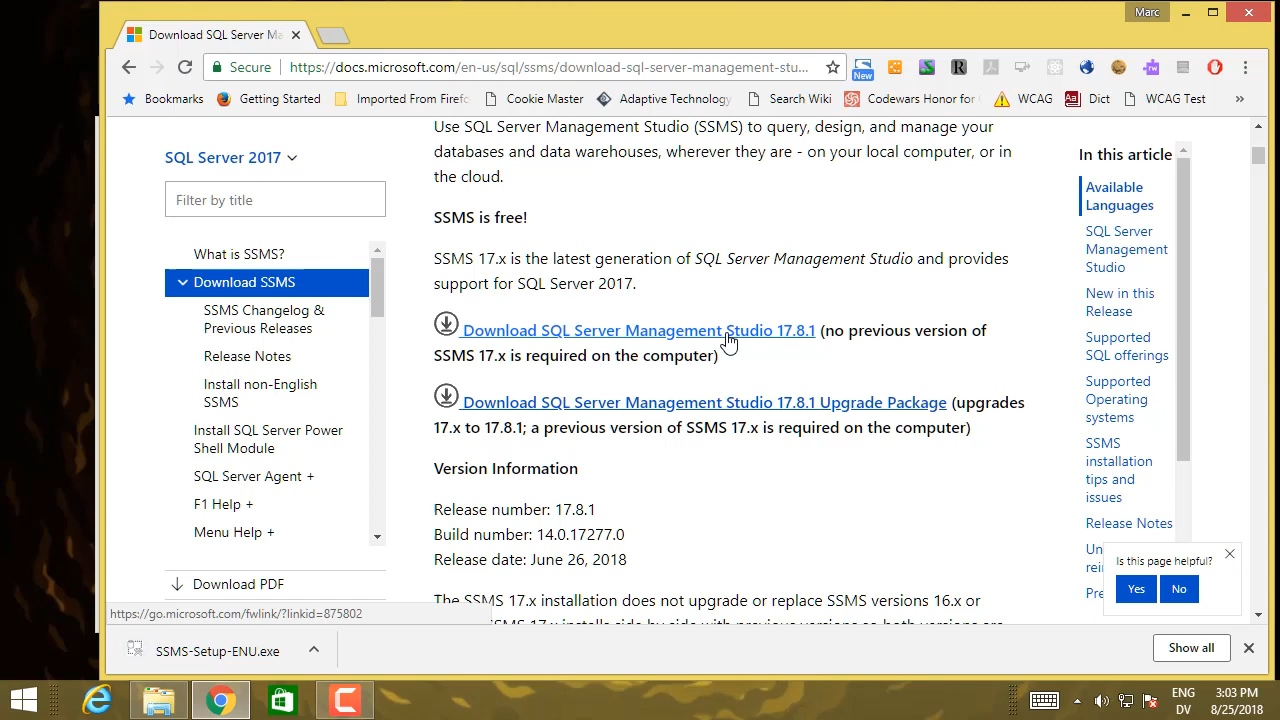 Marc
Download SQL Server Ma
Secure
https://docs.microsoft.com/en-us/sql/ssms/download-sql-server-management-stu...
New
Bookmarks
Getting Started
Imported From Firefo
Cookie Master
Adaptive Technology
Search Wiki
Codewars Honor for
WCAG
Dict
WCAG Test
»
SQL Server 2017
Filter by title
What is SSMS?
Download SSMS
SSMS Changelog &
Previous Releases
Release Notes
Install non-English
SSMS
Install SQL Server Power
Shell Module
SQL Server Agent +
F1 Help +
Menu Help +
Download PDF
Use SQL Server Management Studio (SSMS) to query, design, and manage your
databases and data warehouses, wherever they are - on your local computer, or in
the cloud.
SSMS is free!
SSMS 17.x is the latest generation of SQL Server Management Studio and provides
support for SQL Server 2017.
Download SQL Server Management Studio 17.8.1 (no previous version of
SSMS 17.x is required on the computer)
Download SQL Server Management Studio 17.8.1 Upgrade Package (upgrades
17.x to 17.8.1; a previous version of SSMS 17.x is required on the computer)
Version Information
Release number: 17.8.1
Build number: 14.0.17277.0
Release date: June 26, 2018
The SSMS 17.x installation does not upgrade or replace SSMS versions 16.x or
In this article
Available
Languages
SQL Server
Management
Studio
New in this
Release
Supported
SQL offerings
Supported
Operating
systems
SSMS
installation
tips and
issues
Release Notes
Un
rei
Pre
Is this page helpful?
Yes
No
https://go.microsoft.com/fwlink/?linkid=875802
SSMS-Setup-ENU.exe
Show all
ENG
DV
3:03 PM
8/25/2018